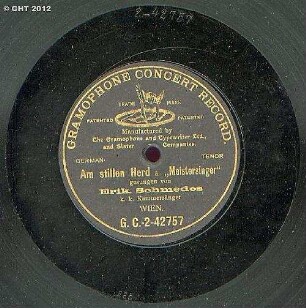 © GHT 2012
2-42757
GRAMOPHONE CONCERT RECORD.
TRADE MARK.
PATENTED PATENTED
Manufactured by
The Gramophone and Typewriter Ltd.,
and Sister Companies.
GERMAN- TENOR
Am stillen Herd a. „Meistersinger"
gesungen von
Erik Schmedes
k. k. Kammersänger
WIEN.
G. C.-2-42757